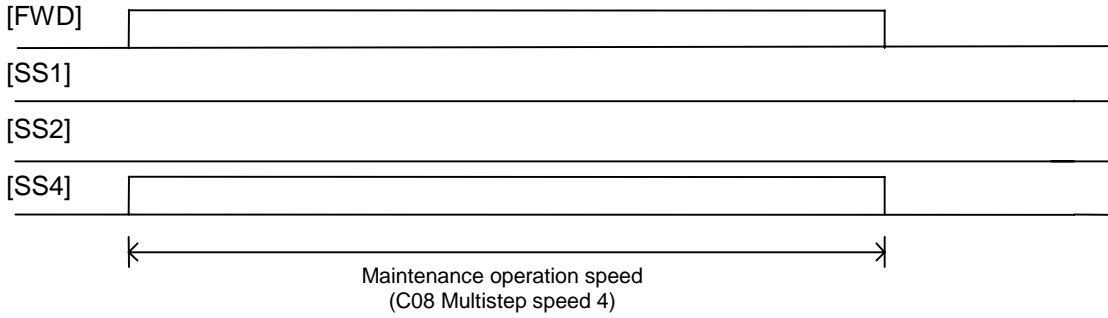 [FWD]
[SS1]
[SS2]
[SS4]
Maintenance operation speed
(C08 Multistep speed 4)